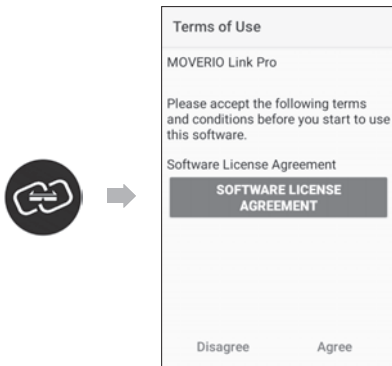 Terms of Use
MOVERIO Link Pro
Please accept the following terms
and conditions before you start to use
this software.
Software License Agreement
SOFTWARE LICENSE
AGREEMENT
Disagree Agree